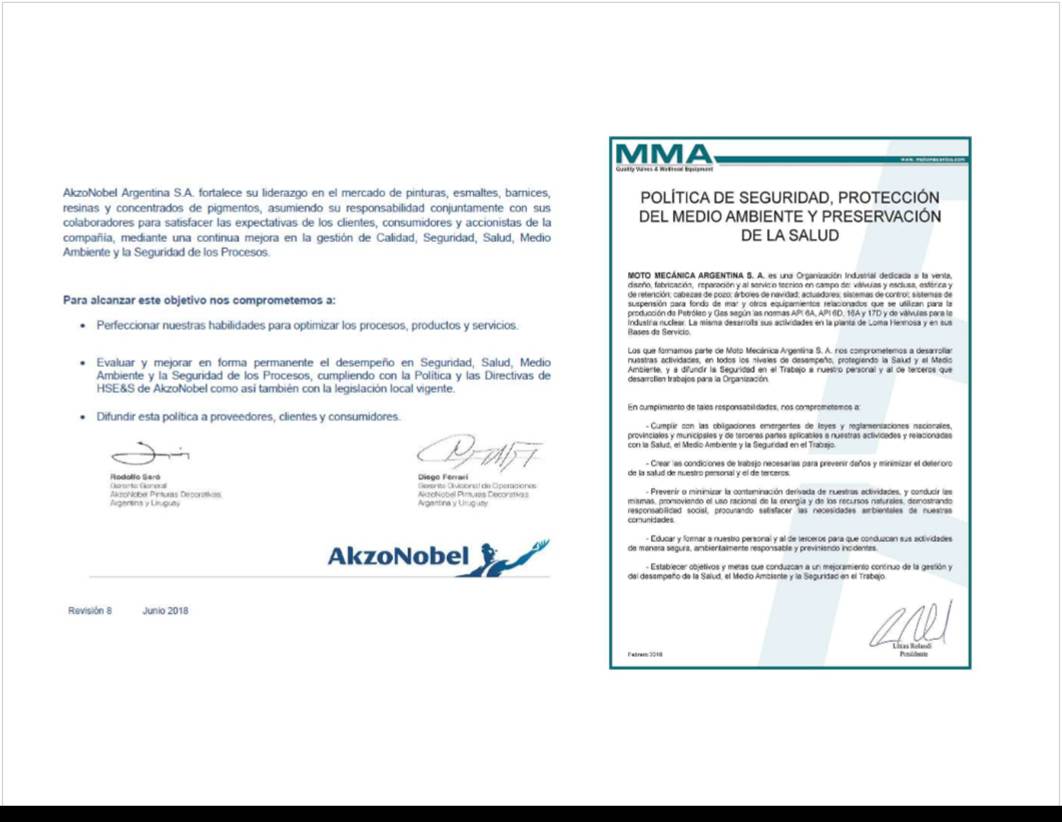 AkzoNobel Argentina S.A. fortalece su liderazgo en el mercado de pinturas, esmaltes, barnices,
resinas y concentrados de pigmentos, asumiendo su responsabilidad conjuntamente con sus
colaboradores para satisfacer las expectativas de los clientes, consumidores y accionistas de la
compañía, mediante una continua mejora en la gestión de Calidad, Seguridad, Salud, Medio
Ambiente y la Seguridad de los Procesos.
Para alcanzar este objetivo nos comprometemos a:
• Perfeccionar nuestras habilidades para optimizar los procesos, productos y servicios.
• Evaluar y mejorar en forma permanente el desempeño en Seguridad, Salud, Medio
Ambiente y la Seguridad de los Procesos, cumpliendo con la Política y las Directivas de
HSE&S de AkzoNobel como así también con la legislación local vigente.
• Difundir esta política a proveedores, clientes y consumidores.
Rodolfo Seró
Gerente General
AkzoNobel Pinturas Decorativas
Argentina y Uruguay
Diego Ferrari
Gerente Divisional de Operaciones
AkzoNobel Pinturas Decorativas
Argentina y Uruguay
AkzoNobel
Revisión 8 Junio 2018
MMA
www. motomecanica.com
Quality Valves & Wellhead Equipment
POLÍTICA DE SEGURIDAD, PROTECCIÓN
DEL MEDIO AMBIENTE Y PRESERVACIÓN
DE LA SALUD
MOTO MECÁNICA ARGENTINA S. A. es una Organización Industrial dedicada a la venta,
diseño, fabricación, reparación y al servicio técnico en campo de: válvulas y esclusa, esférica y
de retención; cabezas de pozo; árboles de navidad; actuadores; sistemas de control; sistemas de
suspensión para fondo de mar y otros equipamientos relacionados que se utilizan para la
producción de Petróleo y Gas según las normas API 6A, API 6D, 16A y 17D y de válvulas para la
Industria nuclear. La misma desarrolla sus actividades en la planta de Loma Hermosa y en sus
Bases de Servicio.
Los que formamos parte de Moto Mecánica Argentina S. A. nos comprometemos a desarrollar
nuestras actividades, en todos los niveles de desempeño, protegiendo la Salud y el Medio
Ambiente, y a difundir la Seguridad en el Trabajo a nuestro personal y al de terceros que
desarrollen trabajos para la Organización.
En cumplimiento de tales responsabilidades, nos comprometemos a:
- Cumplir con las obligaciones emergentes de leyes y reglamentaciones nacionales,
provinciales y municipales y de terceras partes aplicables a nuestras actividades y relacionadas
con la Salud, el Medio Ambiente y la Seguridad en el Trabajo.
- Crear las condiciones de trabajo necesarias para prevenir daños y minimizar el deterioro
de la salud de nuestro personal y el de terceros.
- Prevenir o minimizar la contaminación derivada de nuestras actividades, y conducir las
mismas, promoviendo el uso racional de la energía y de los recursos naturales, demostrando
responsabilidad social, procurando satisfacer las necesidades ambientales de nuestras
comunidades.
- Educar y formar a nuestro personal y al de terceros para que conduzcan sus actividades
de manera segura, ambientalmente responsable y previniendo incidentes.
- Establecer objetivos y metas que conduzcan a un mejoramiento continuo de la gestión y
del desempeño de la Salud, el Medio Ambiente y la Seguridad en el Trabajo.
Presidente
Febrero 2018